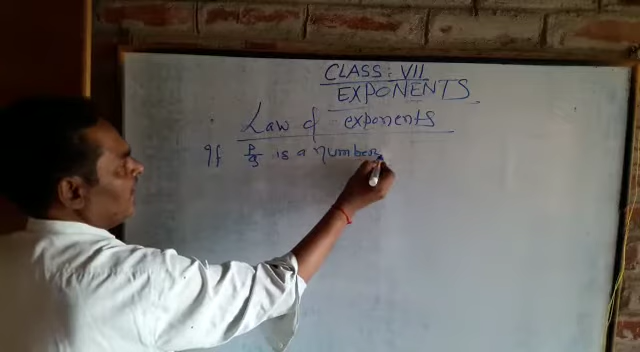 CLASS: VII
EXPONENTS
Law of exponents
If p/q is a number